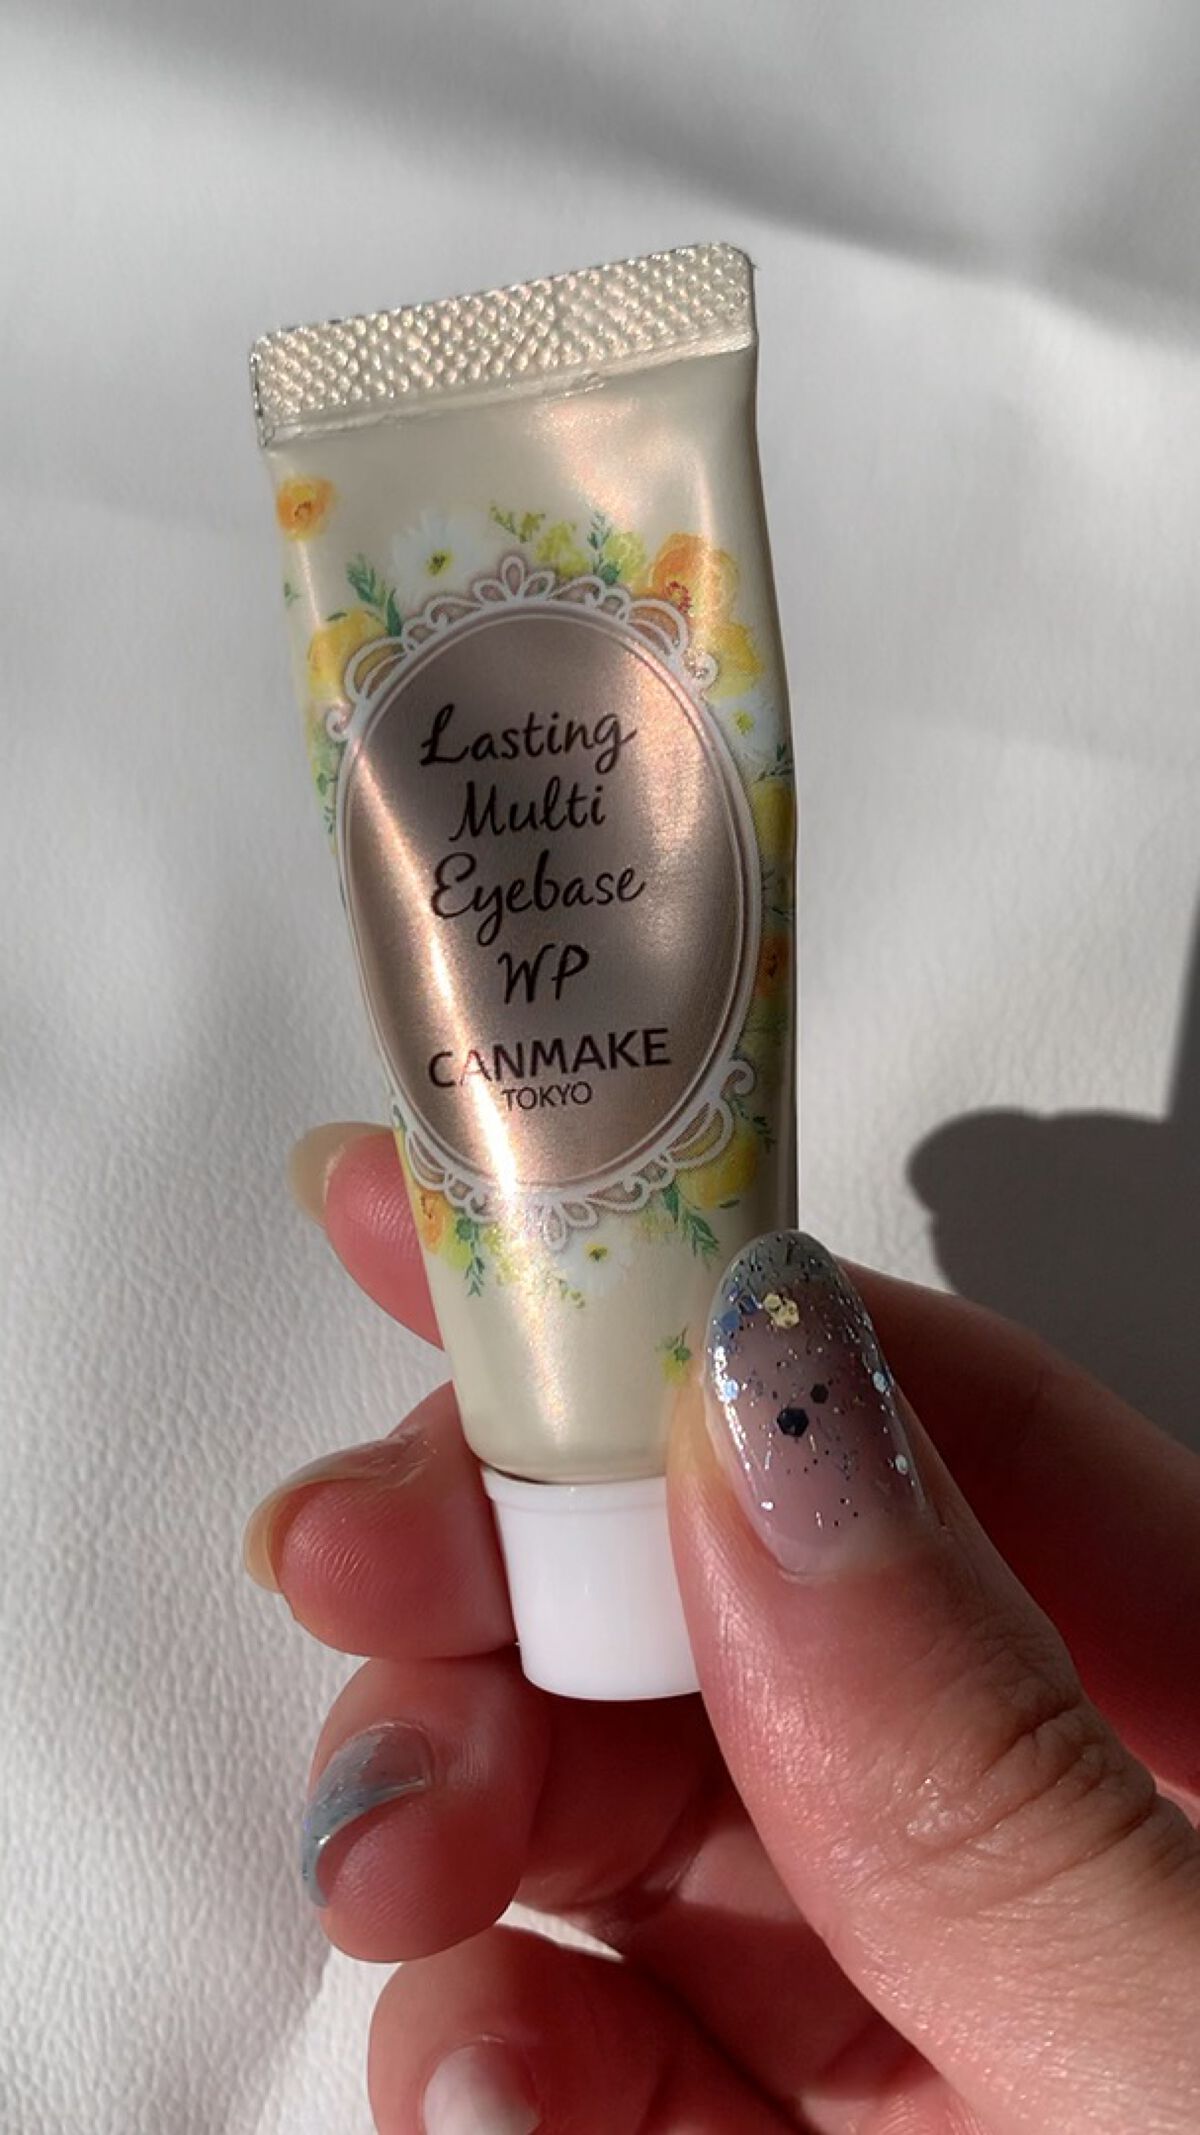 Lasting
Multi
Eyebase
WP
CANMAKE
TOKYO